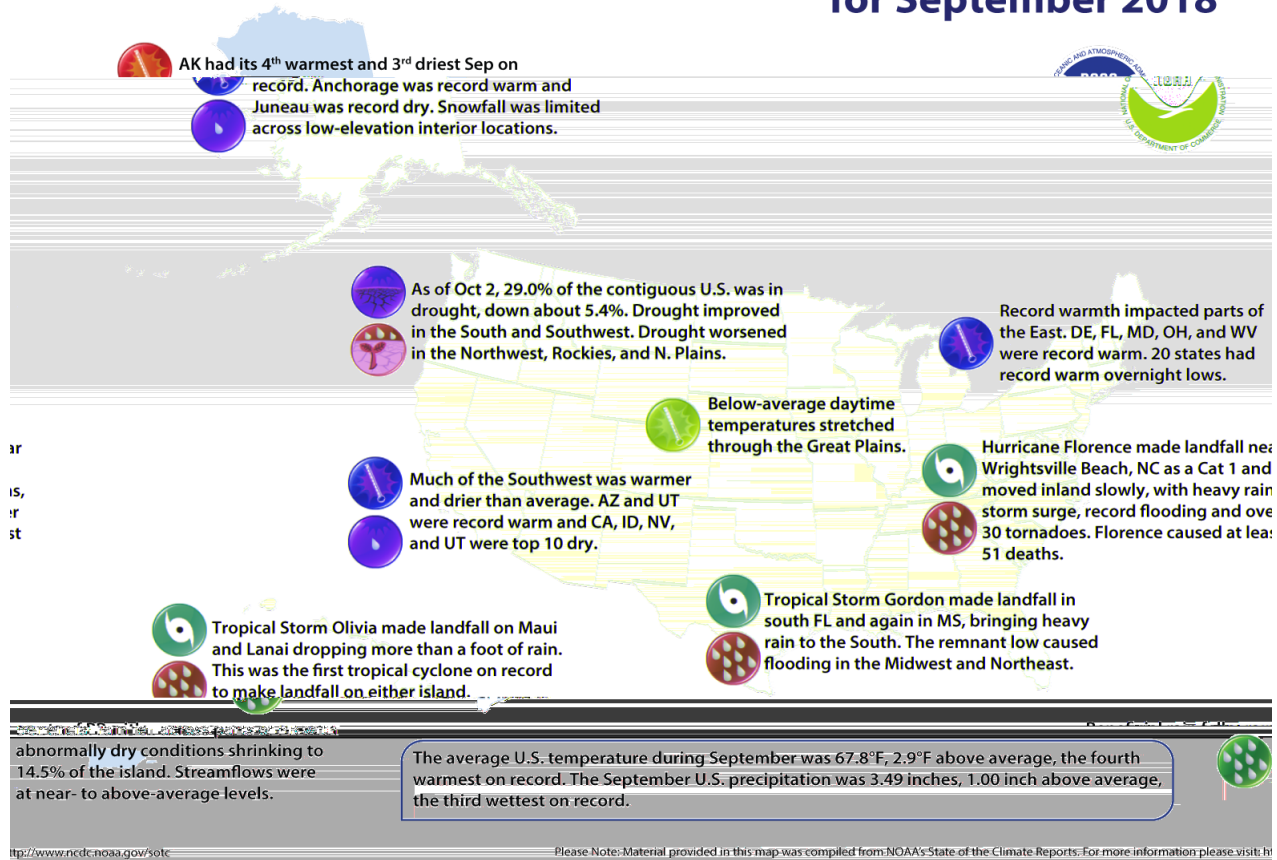 for September 2018
AK had its 4th warmest and 3rd driest Sep on
record. Anchorage was record warm and
Juneau was record dry. Snowfall was limited
across low-elevation interior locations.
U.S. DEPARTMENT OF COMMERCE
As of Oct 2, 29.0% of the contiguous U.S. was in
drought, down about 5.4%. Drought improved
in the South and Southwest. Drought worsened
in the Northwest, Rockies, and N. Plains.
Record warmth impacted parts of
the East. DE, FL, MD, OH, and WV
were record warm. 20 states had
record warm overnight lows.
Below-average daytime
temperatures stretched
through the Great Plains.
ar
er
st
Much of the Southwest was warmer
and drier than average. AZ and UT
were record warm and CA, ID, NV,
and UT were top 10 dry.
Hurricane Florence made landfall nea
Wrightsville Beach, NC as a Cat 1 and
moved inland slowly, with heavy rain
storm surge, record flooding and ove
30 tornadoes. Florence caused at leas
51 deaths.
Tropical Storm Gordon made landfall in
south FL and again in MS, bringing heavy
rain to the South. The remnant low caused
flooding in the Midwest and Northeast.
Tropical Storm Olivia made landfall on Maui
and Lanai dropping more than a foot of rain.
This was the first tropical cyclone on record
to make landfall on either island.
abnormally dry conditions shrinking to
14.5% of the island. Streamflows were
at near- to above-average levels.
The average U.S. temperature during September was 67.8°F, 2.9°F above average, the fourth
warmest on record. The September U.S. precipitation was 3.49 inches, 1.00 inch above average,
the third wettest on record.
ttp://www.ncdc.noaa.gov/sotc
Please Note: Material provided in this map was compiled from NOAA's State of the Climate Reports. For more information please visit: ht